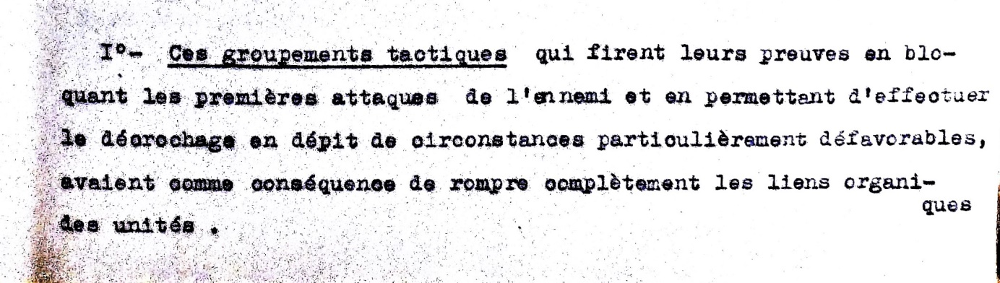 I°- Ces groupements tactiques qui firent leurs preuves en blo-
quant les premières attaques de l'ennemi et en permettant d'effectuer
le décrochage en dépit de circonstances particulièrement défavorables,
avaient comme conséquence de rompre complètement les liens organi-
ques
des unités .